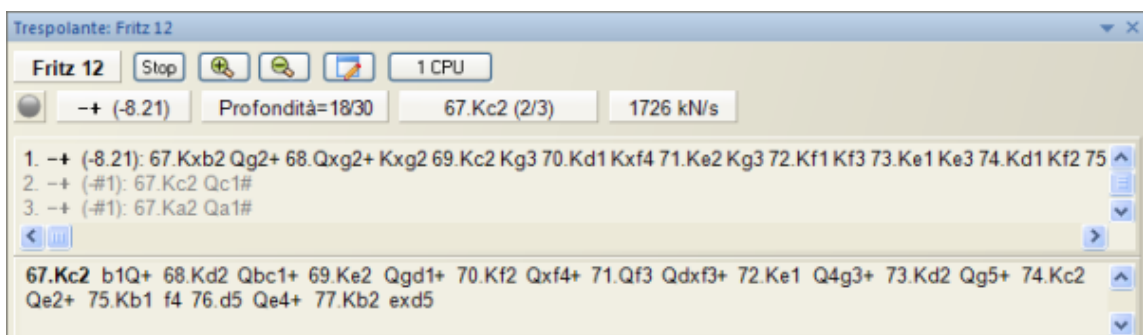 Trespolante: Fritz 12
Fritz 12 Stop 1 CPU
−+ (-8.21) Profondità=18/30 67.Kc2 (2/3) 1726 kN/s
1. −+ (-8.21): 67.Kxb2 Qg2+ 68.Qxg2+ Kxg2 69.Kc2 Kg3 70.Kd1 Kxf4 71.Ke2 Kg3 72.Kf1 Kf3 73.Ke1 Ke3 74.Kd1 Kf2 75
2. −+ (-#1): 67.Kc2 Qc1#
3. −+ (-#1): 67.Ka2 Qa1#
67.Kc2 b1Q+ 68.Kd2 Qbc1+ 69.Ke2 Qgd1+ 70.Kf2 Qxf4+ 71.Qf3 Qdxf3+ 72.Ke1 Q4g3+ 73.Kd2 Qg5+ 74.Kc2
Qe2+ 75.Kb1 f4 76.d5 Qe4+ 77.Kb2 exd5